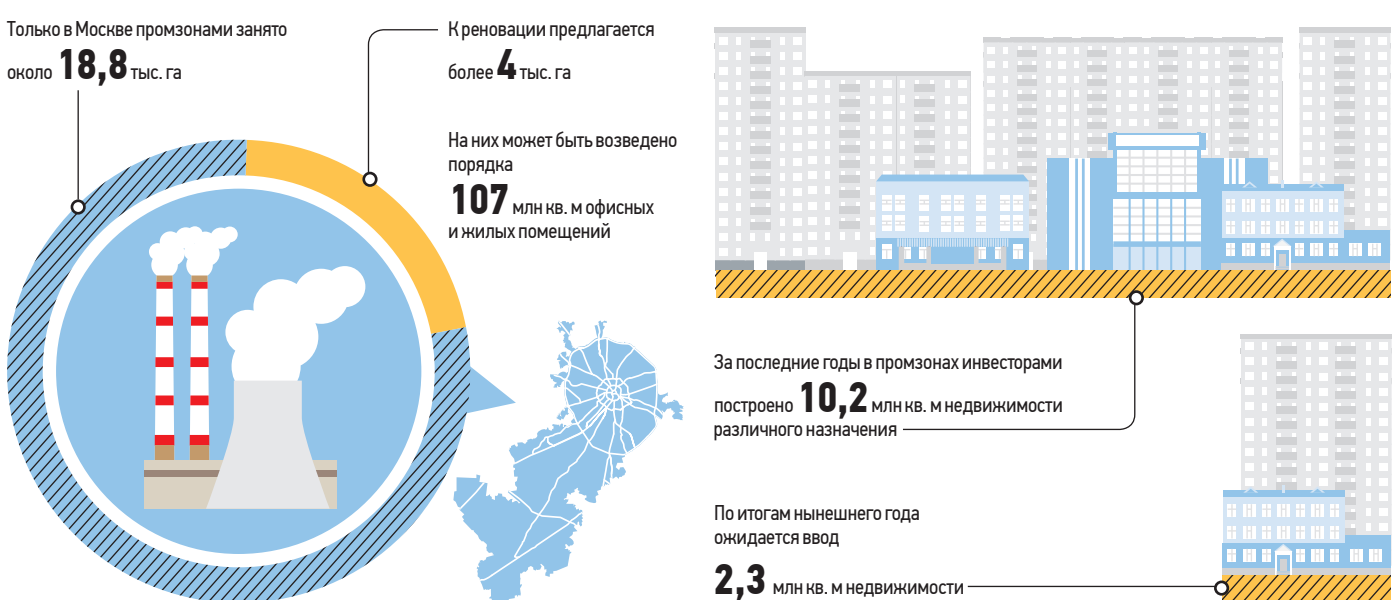 Только в Москве промзонами занято
около 18,8 тыс. га
К реновации предлагается
более 4 тыс. га
На них может быть возведено
порядка
107 млн кв. м офисных
и жилых помещений
За последние годы в промзонах инвесторами
построено 10,2 млн кв. м недвижимости
различного назначения
По итогам нынешнего года
ожидается ввод
2,3 млн кв. м недвижимости